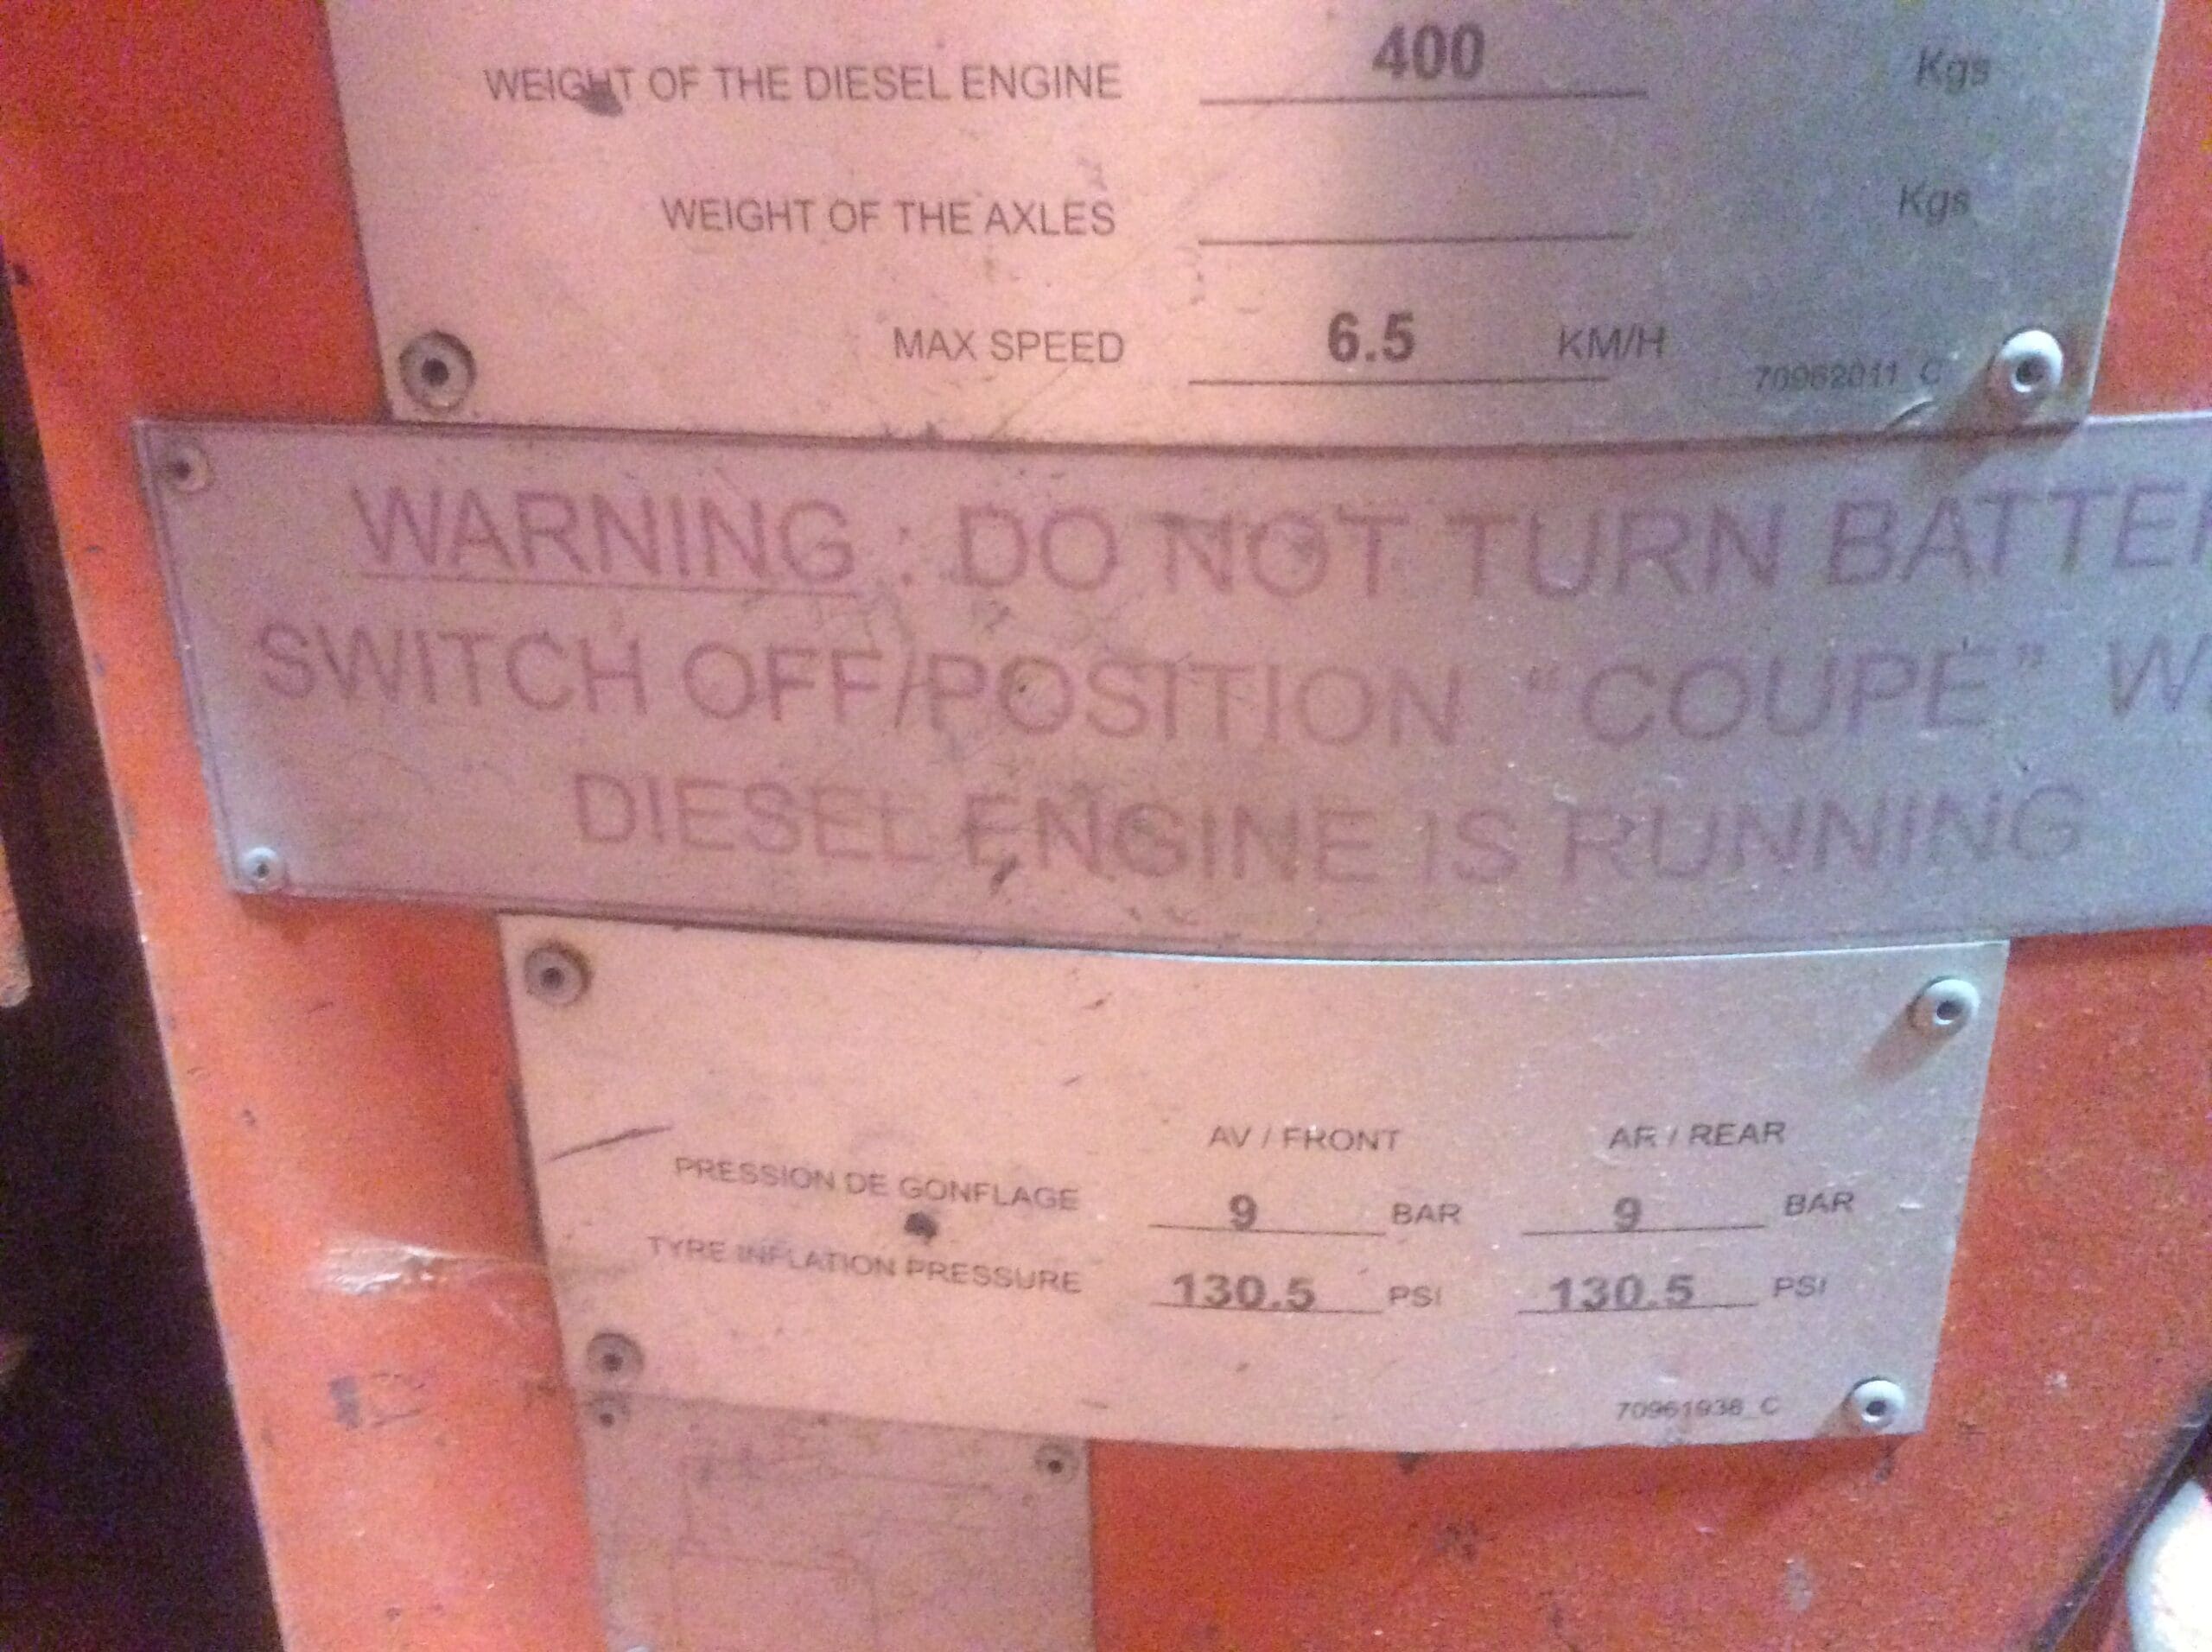 WEIGHT OF THE DIESEL ENGINE 400 Kgs
WEIGHT OF THE AXLES Kgs
MAX SPEED 6.5 KM/H
70962011_C
WARNING : DO NOT TURN BATTE
SWITCH OFF/POSITION "COUPE" W
DIESEL ENGINE IS RUNNING
AV / FRONT AR / REAR
PRESSION DE GONFLAGE 9 BAR 9 BAR
TYRE INFLATION PRESSURE 130.5 PSI 130.5 PSI
70961938_C